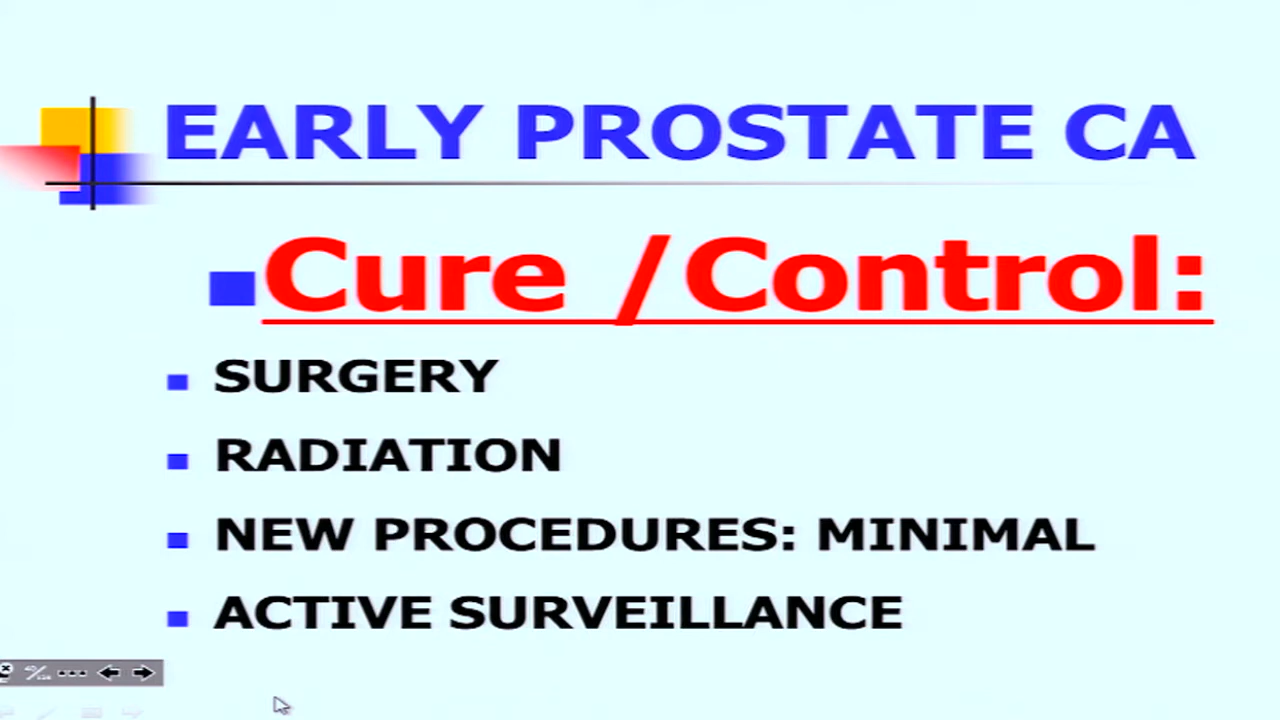 EARLY PROSTATE CA
Cure /Control:
SURGERY
RADIATION
NEW PROCEDURES: MINIMAL
ACTIVE SURVEILLANCE